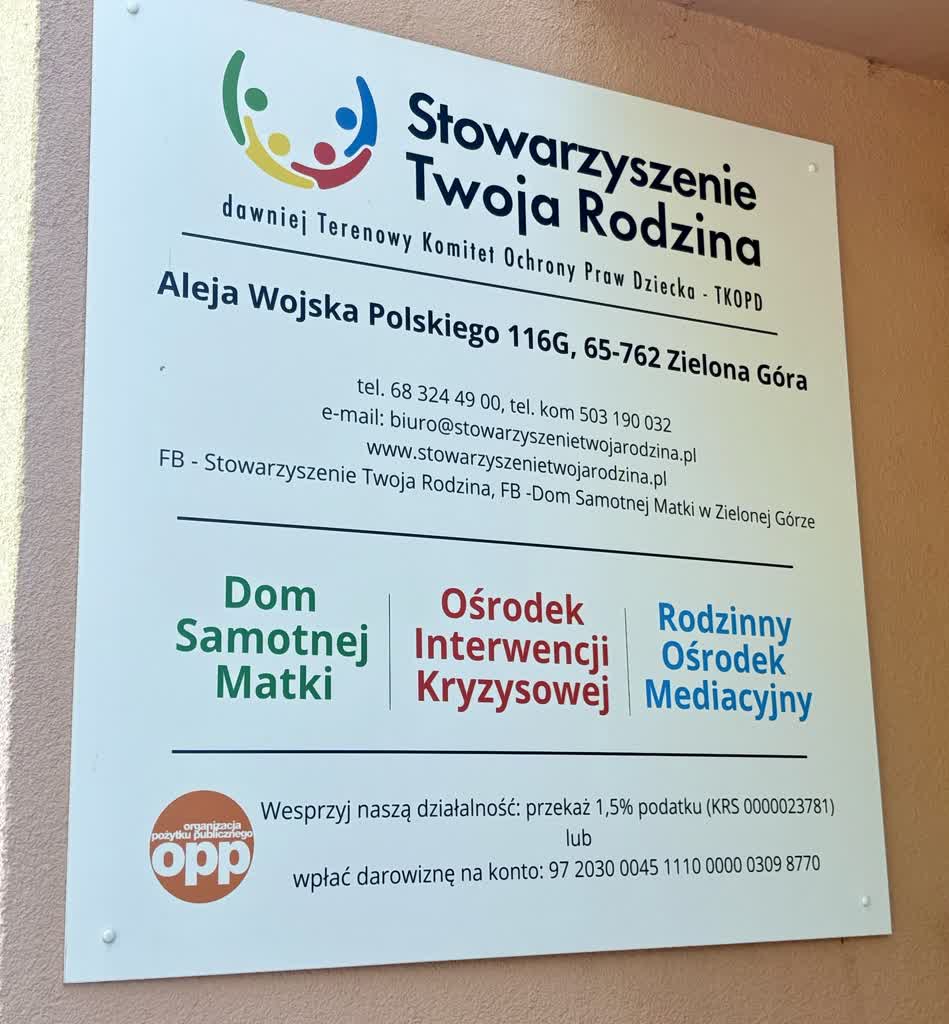 Stowarzyszenie
Twoja Rodzina
dawniej Terenowy Komitet Ochrony Praw Dziecka - TKOPD
Aleja Wojska Polskiego 116G, 65-762 Zielona Góra
tel. 68 324 49 00, tel. kom 503 190 032
e-mail: biuro@stowarzyszenietwojarodzina.pl
www.stowarzyszenietwojarodzina.pl
FB - Stowarzyszenie Twoja Rodzina, FB -Dom Samotnej Matki w Zielonej Górze
Dom
Samotnej
Matki
Ośrodek
Interwencji
Kryzysowej
Rodzinny
Ośrodek
Mediacyjny
organizacja
pożytku publicznego
opp
Wesprzyj naszą działalność: przekaż 1,5% podatku (KRS 0000023781)
lub
wpłać darowiznę na konto: 97 2030 0045 1110 0000 0309 8770